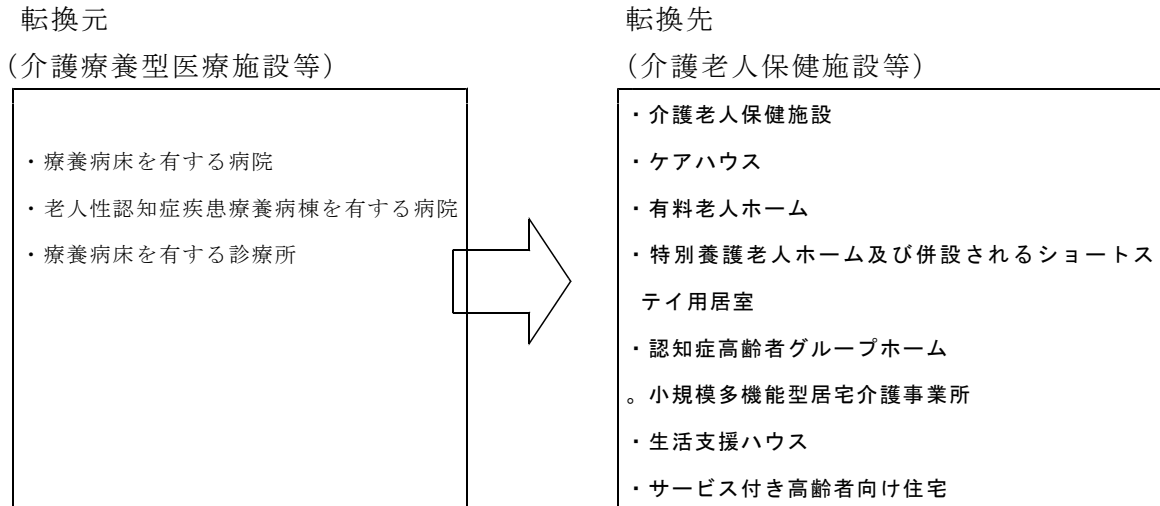 転換元
(介護療養型医療施設等)
・療養病床を有する病院
・老人性認知症疾患療養病棟を有する病院
・療養病床を有する診療所
転換先
(介護老人保健施設等)
・介護老人保健施設
・ケアハウス
・有料老人ホーム
・特別養護老人ホーム及び併設されるショートス
テイ用居室
・認知症高齢者グループホーム
。小規模多機能型居宅介護事業所
・生活支援ハウス
・サービス付き高齢者向け住宅